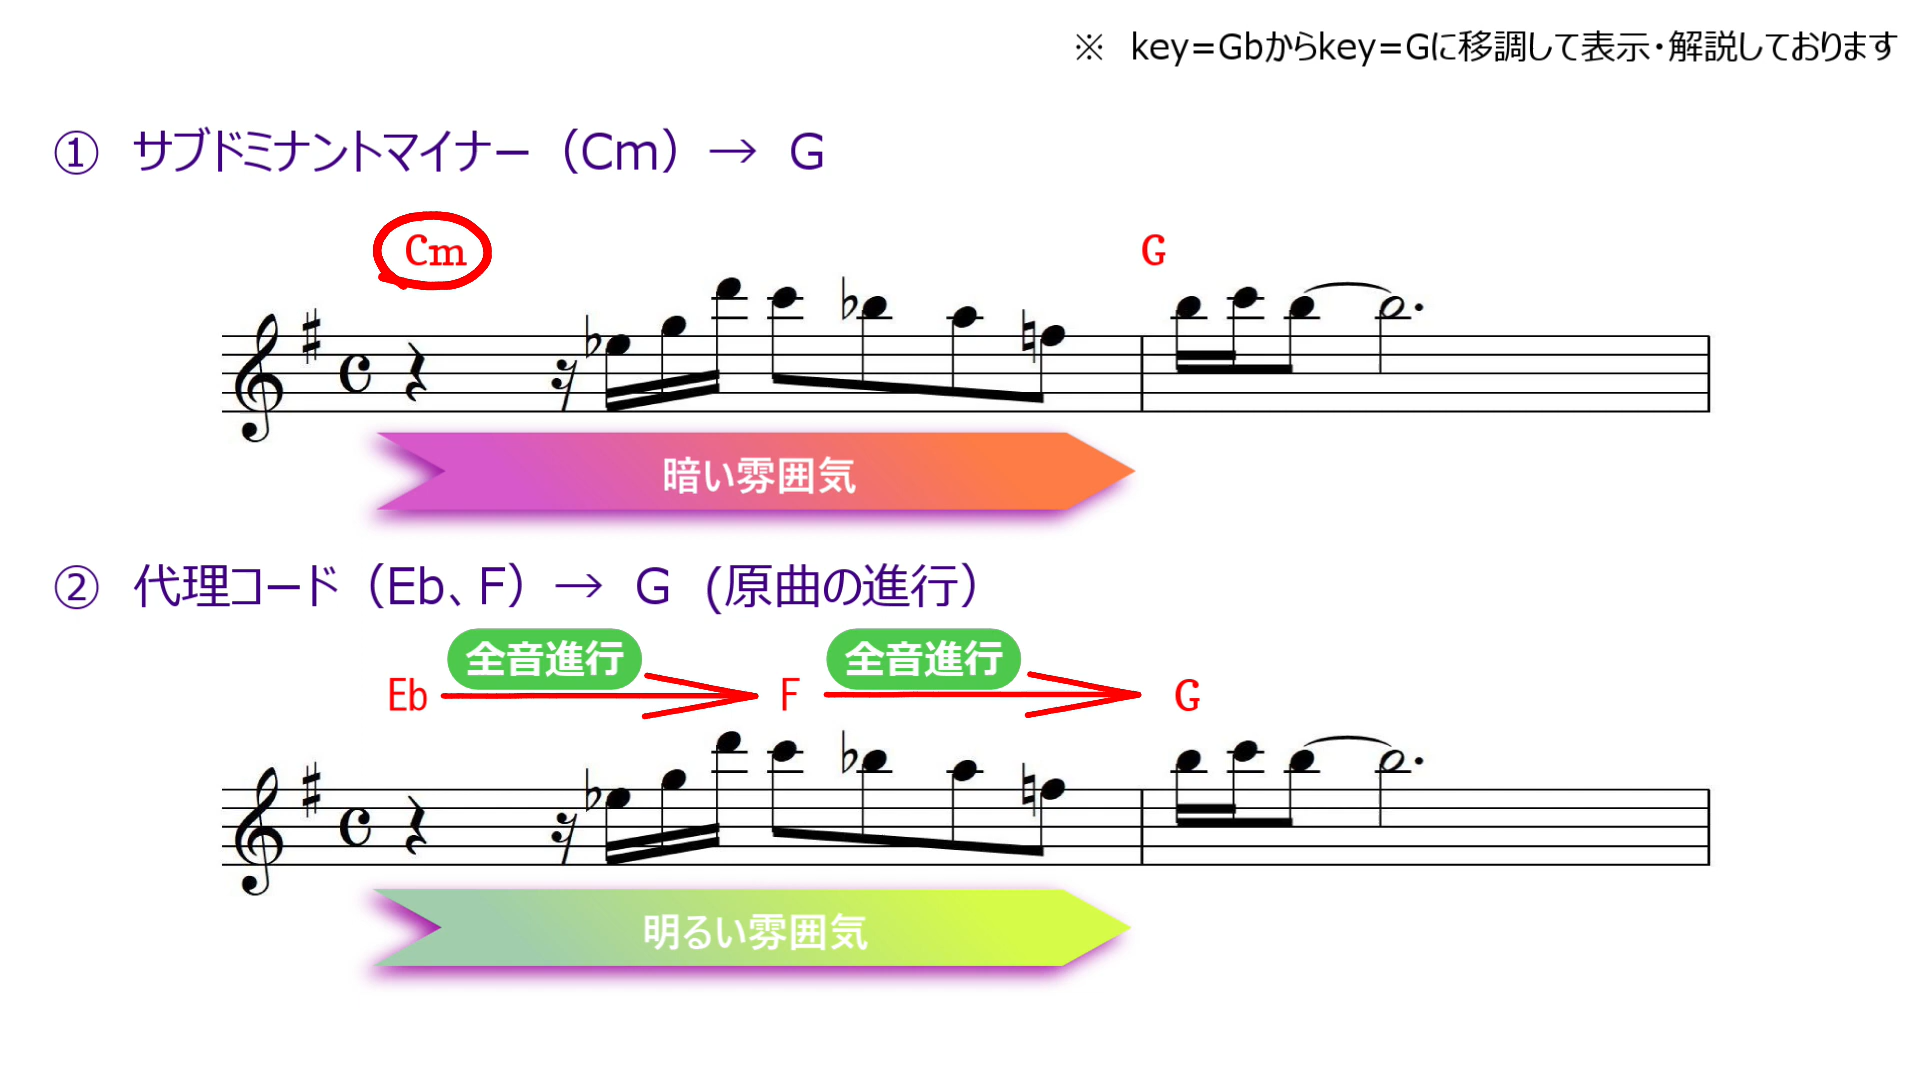 ※ key=Gbからkey=Gに移調して表示・解説しております
① サブドミナントマイナー（Cm）→ G
Cm G
暗い雰囲気
② 代理コード（Eb、F）→ G （原曲の進行）
全音進行 全音進行
Eb F G
明るい雰囲気